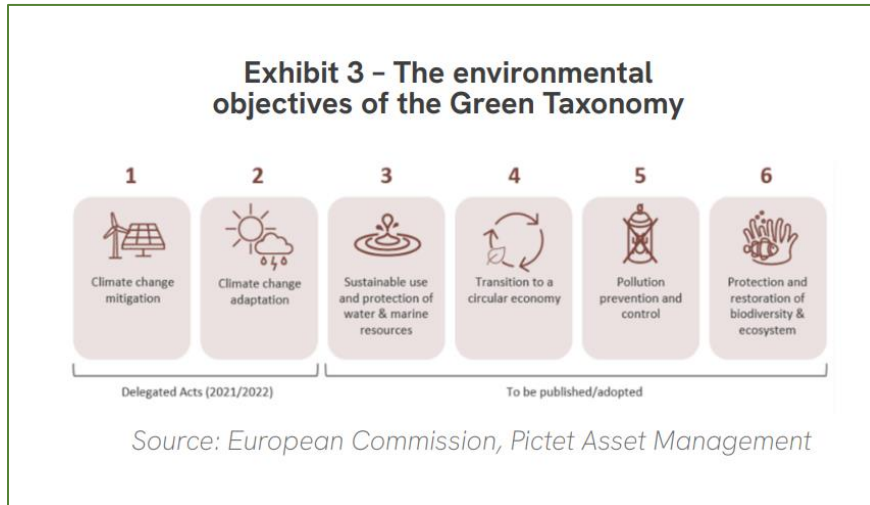 Exhibit 3 – The environmental
objectives of the Green Taxonomy
1
2
3
4
5
6
Climate change
mitigation
Climate change
adaptation
Sustainable use
and protection of
water & marine
resources
Transition to a
circular economy
Pollution
prevention and
control
Protection and
restoration of
biodiversity &
ecosystem
Delegated Acts (2021/2022)
To be published/adopted
Source: European Commission, Pictet Asset Management